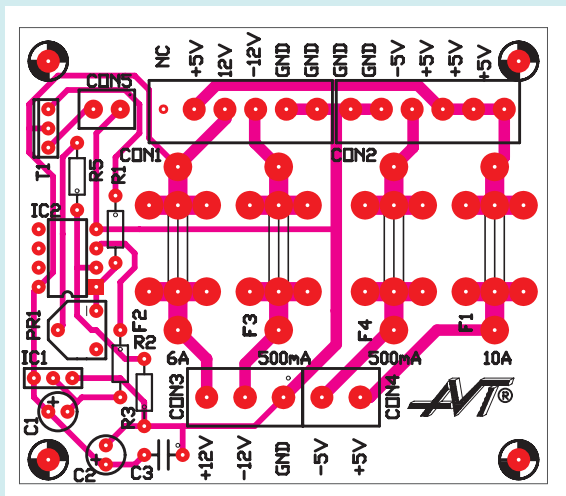 NC +5V 12V -12V GND GND GND GND -5V +5V +5V +5V
CON5
CON1
CON2
T1
R5
R1
IC2
PR1
F2
F3
F4
F1
R2
6A
500mA
500mA
10A
IC1
CON3
CON4
R3
C1
C2
C3
AVT®
+12V -12V GND -5V +5V